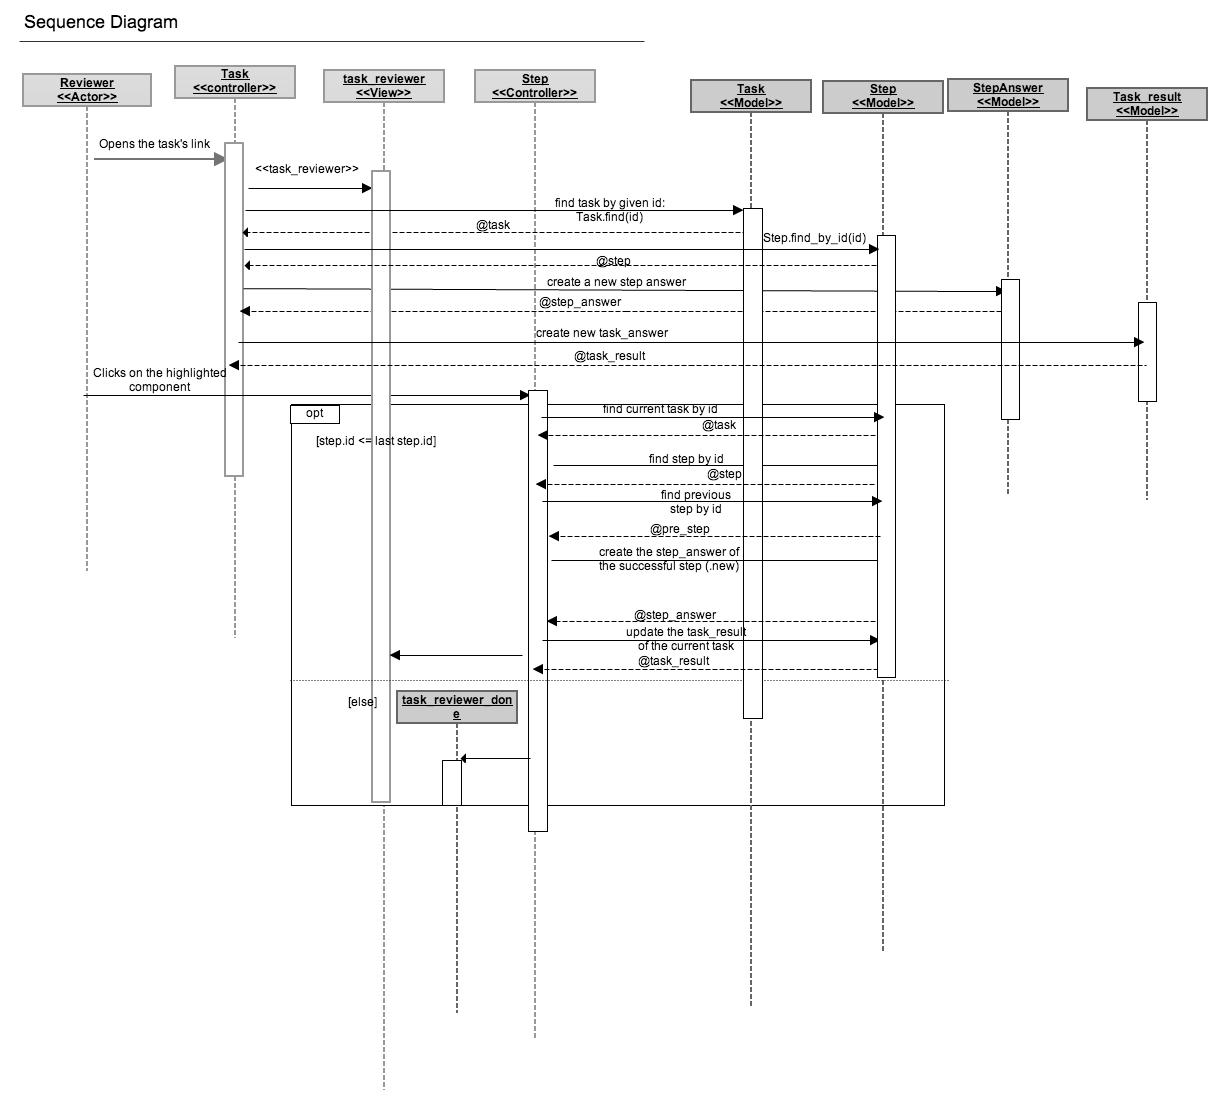 Sequence Diagram
Reviewer
<<Actor>>
Task
<<controller>>
task_reviewer
<<View>>
Step
<<Controller>>
Task
<<Model>>
Step
<<Model>>
StepAnswer
<<Model>>
Task_result
<<Model>>
Opens the task's link
<<task_reviewer>>
find task by given id:
Task.find(id)
@task
Step.find_by_id(id)
@step
create a new step answer
@step_answer
create new task_answer
@task_result
Clicks on the highlighted
component
opt
find current task by id
@task
[step.id <= last step.id]
find step by id
@step
find previous
step by id
@pre_step
create the step_answer of
the successful step (.new)
@step_answer
update the task_result
of the current task
@task_result
[else]
task_reviewer_don
e